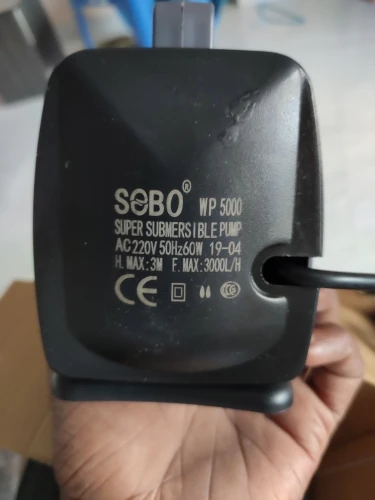 SOBO® WP 5000
SUPER SUBMERSIBLE PUMP
AC220V 50Hz60W 19-04
H.MAX:3M F.MAX:3000L/H
CE